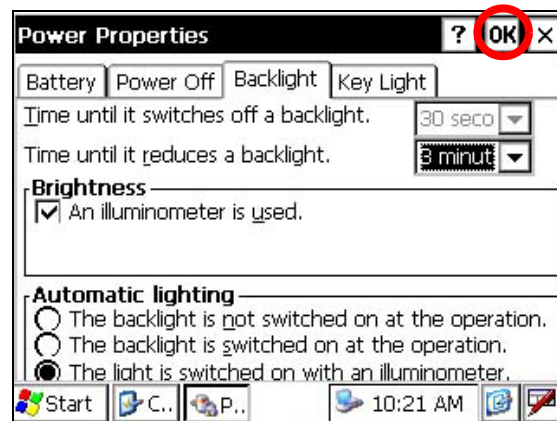 Power Properties ? OK ×
Battery Power Off Backlight Key Light
Time until it switches off a backlight. 30 seco
Time until it reduces a backlight. 3 minut
Brightness
An illuminometer is used.
Automatic lighting
The backlight is not switched on at the operation.
The backlight is switched on at the operation.
The light is switched on with an illuminometer.
Start C.. P.. 10:21 AM